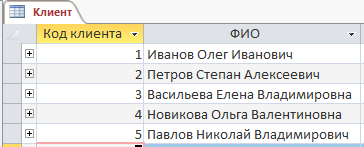 Клиент
Код клиента ФИО
1 Иванов Олег Иванович
2 Петров Степан Алексеевич
3 Васильева Елена Владимировна
4 Новикова Ольга Валентиновна
5 Павлов Николай Владимирович